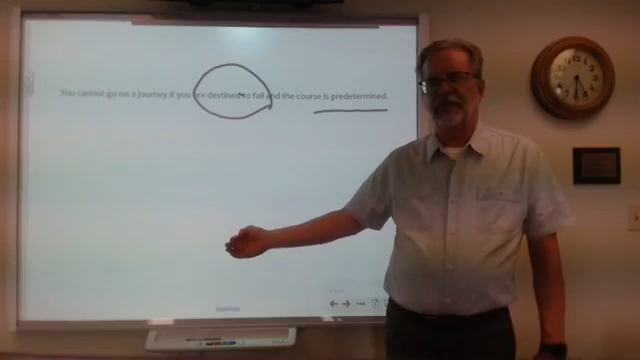 You cannot go on a journey if you are destined to fail and the course is predetermined.